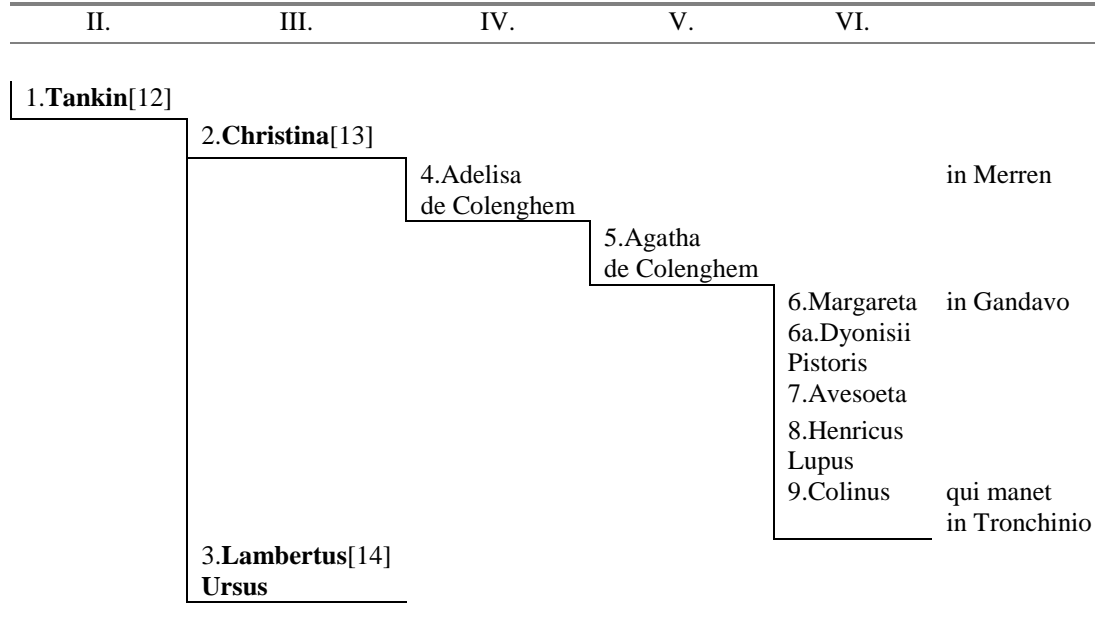 II. III. IV. V. VI.
1.Tankin[12]
2.Christina[13]
4.Adelisa in Merren
de Colenghem
5.Agatha
de Colenghem
6.Margareta in Gandavo
6a.Dyonisii
Pistoris
7.Avesoeta
8.Henricus
Lupus
9.Colinus qui manet
in Tronchinio
3.Lambertus[14]
Ursus